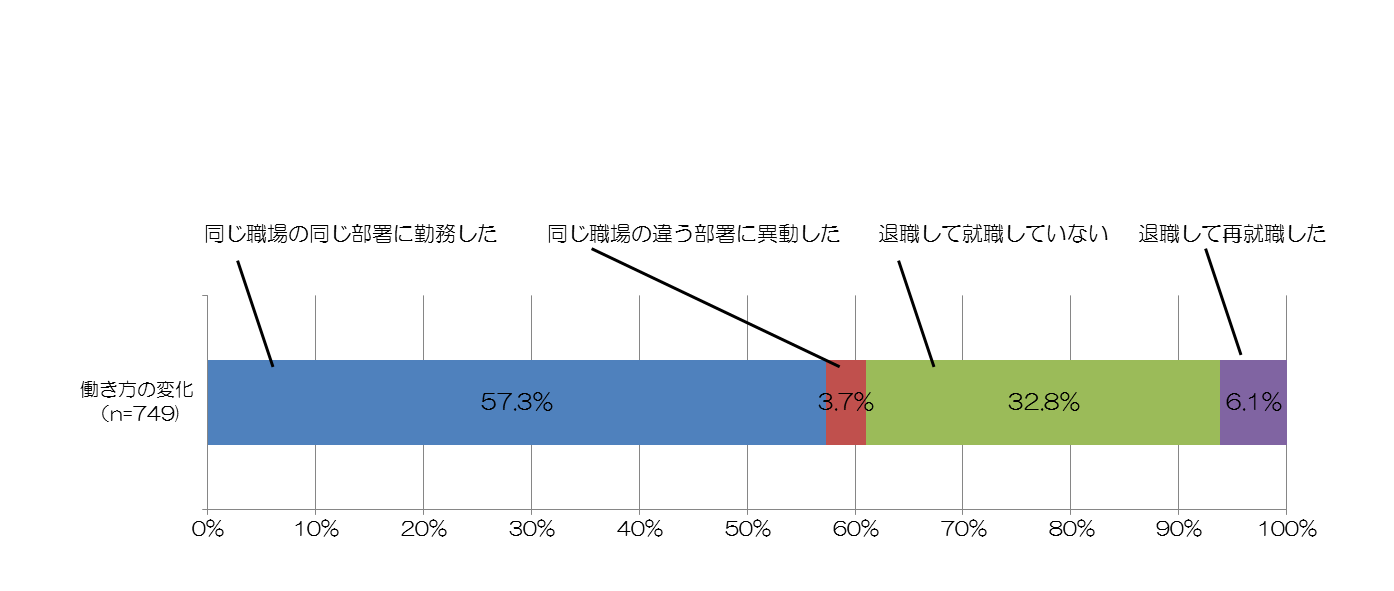 同じ職場の同じ部署に勤務した
同じ職場の違う部署に異動した
退職して就職していない
退職して再就職した
働き方の変化
(n=749)
57.3%
3.7%
32.8%
6.1%
0%
10%
20%
30%
40%
50%
60%
70%
80%
90%
100%